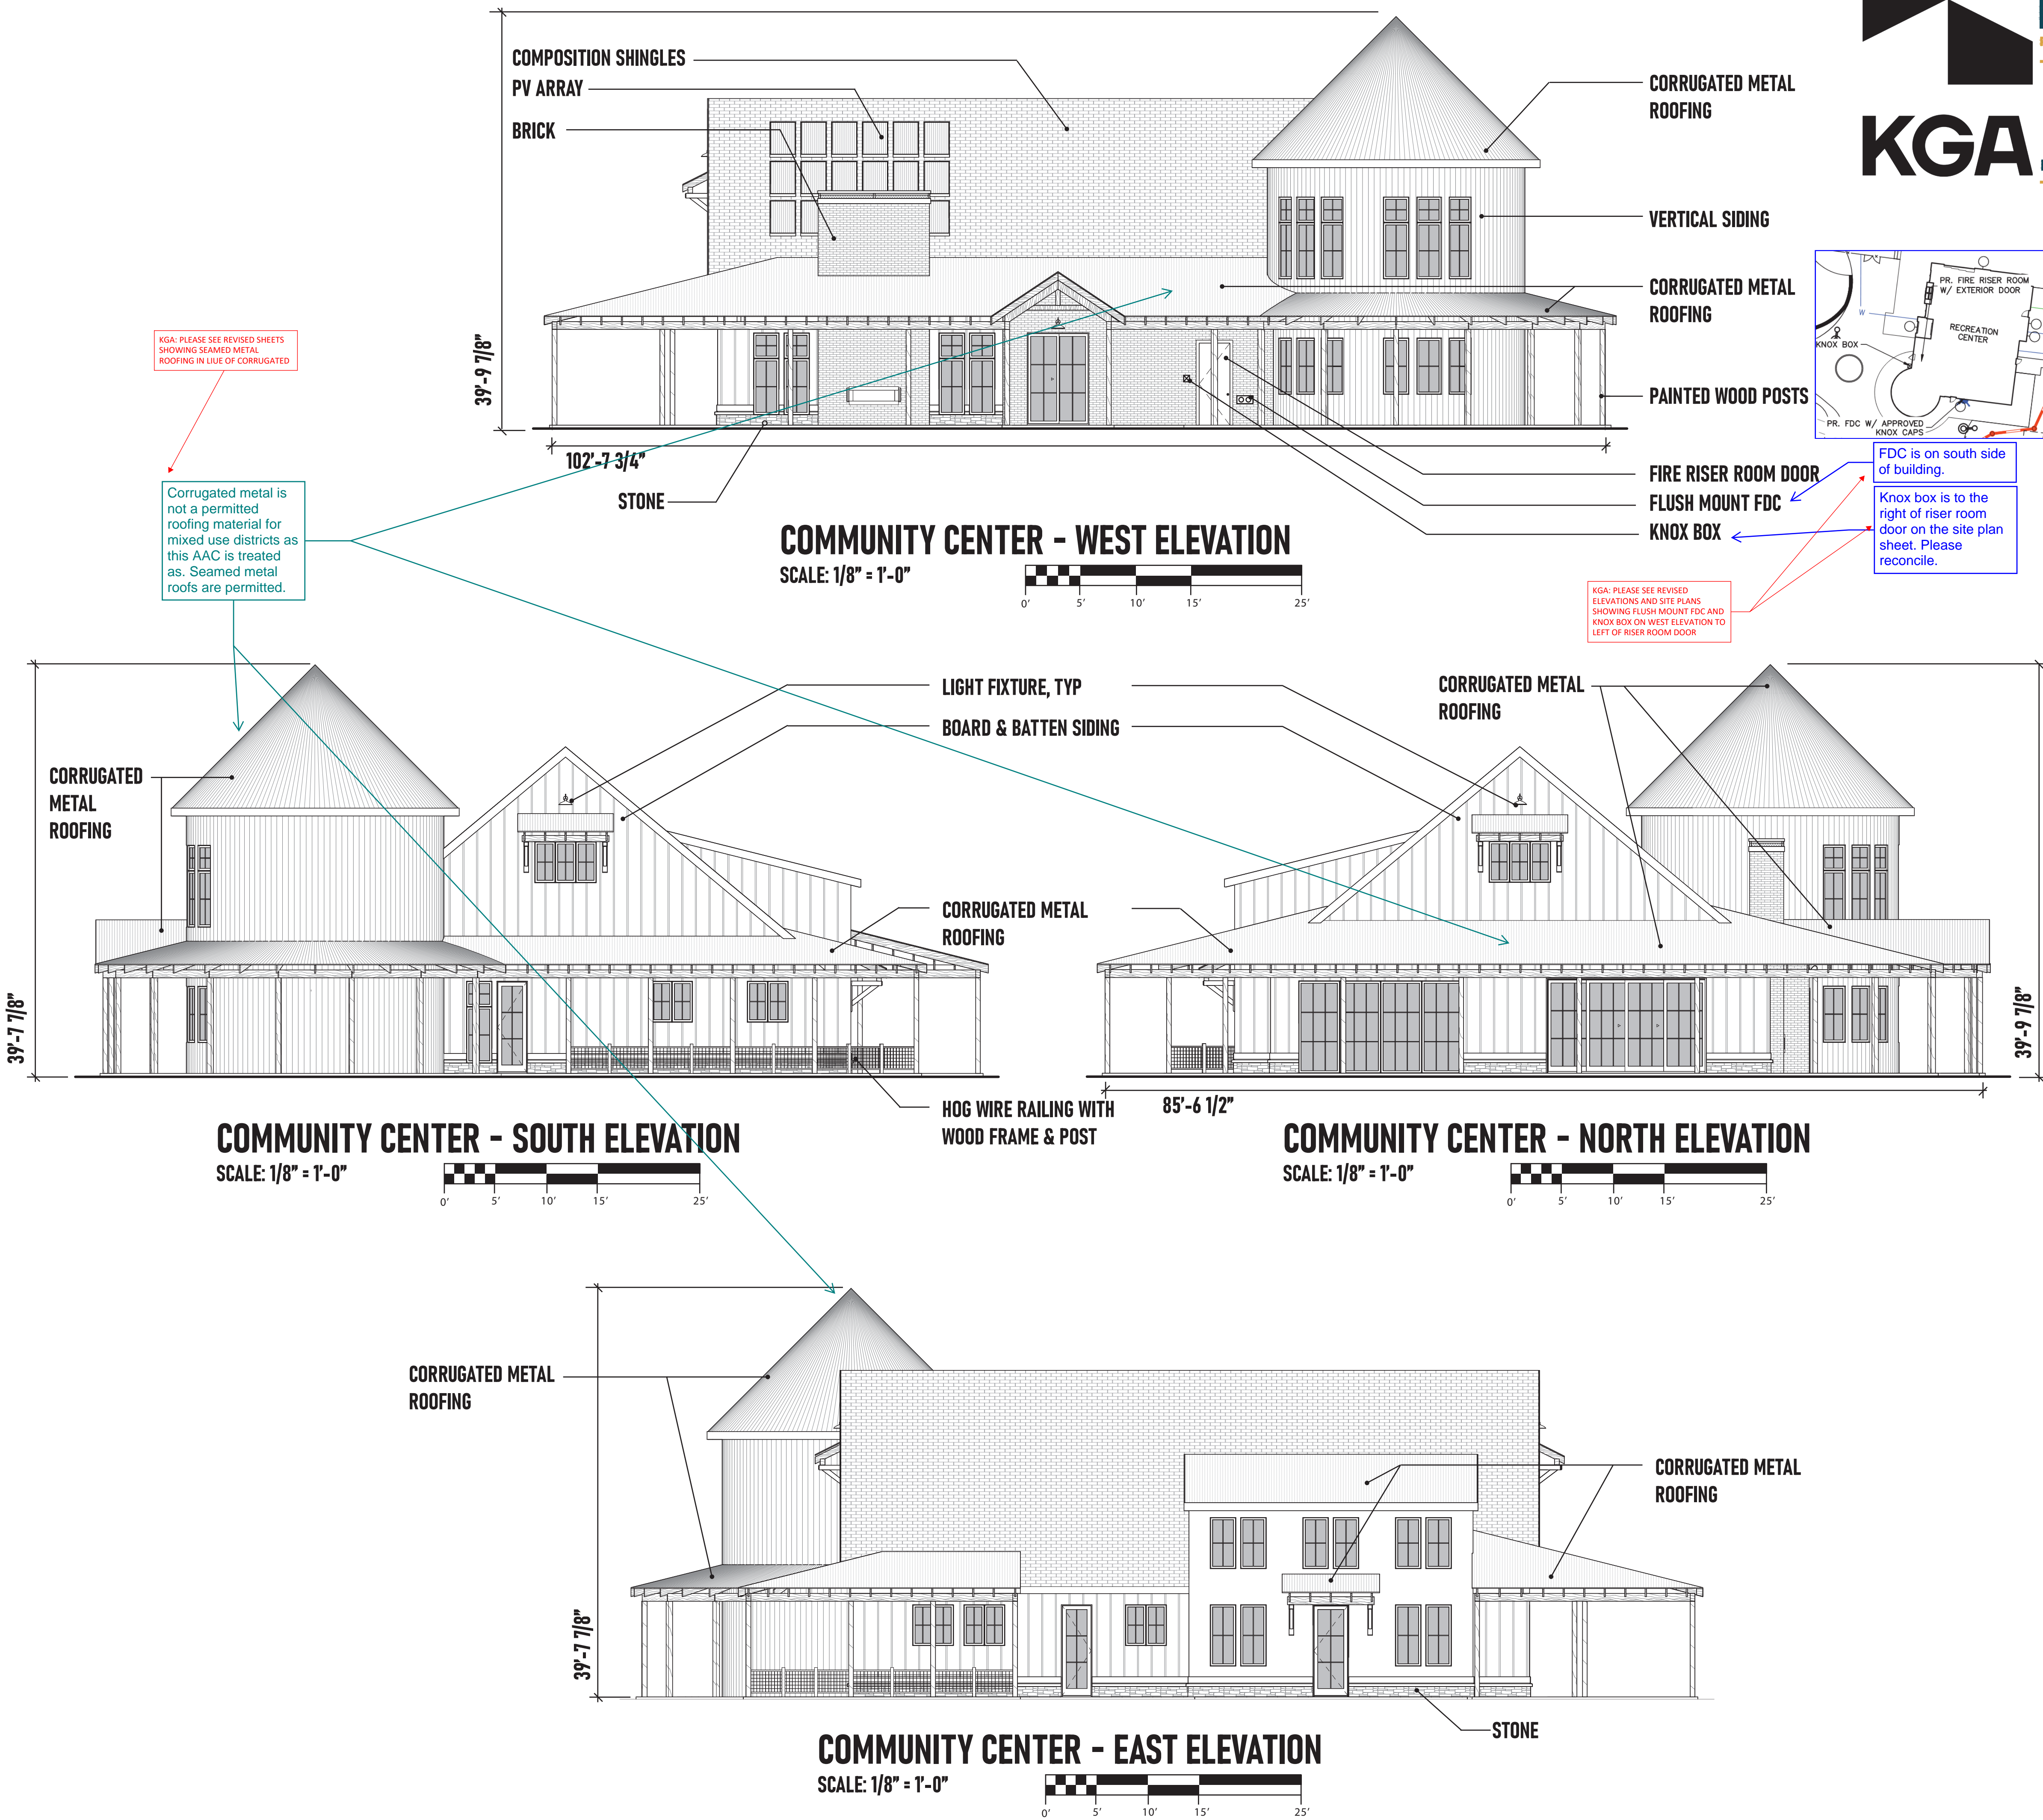 KGA
COMPOSITION SHINGLES
PV ARRAY
BRICK
CORRUGATED METAL
ROOFING
VERTICAL SIDING
CORRUGATED METAL
ROOFING
PAINTED WOOD POSTS
FIRE RISER ROOM DOOR
FLUSH MOUNT FDC
KNOX BOX
39'-9 7/8"
102'-7 3/4"
STONE
COMMUNITY CENTER - WEST ELEVATION
SCALE: 1/8" = 1'-0"
0' 5' 10' 15' 25'
PR. FIRE RISER ROOM
W/ EXTERIOR DOOR
RECREATION
CENTER
KNOX BOX
W
PR. FDC W/ APPROVED
KNOX CAPS
FDC is on south side
of building.
Knox box is to the
right of riser room
door on the site plan
sheet. Please
reconcile.
KGA: PLEASE SEE REVISED
ELEVATIONS AND SITE PLANS
SHOWING FLUSH MOUNT FDC AND
KNOX BOX ON WEST ELEVATION TO
LEFT OF RISER ROOM DOOR
KGA: PLEASE SEE REVISED SHEETS
SHOWING SEAMED METAL
ROOFING IN LIUE OF CORRUGATED
Corrugated metal is
not a permitted
roofing material for
mixed use districts as
this AAC is treated
as. Seamed metal
roofs are permitted.
LIGHT FIXTURE, TYP
BOARD & BATTEN SIDING
CORRUGATED
METAL
ROOFING
CORRUGATED METAL
ROOFING
39'-7 7/8"
HOG WIRE RAILING WITH
WOOD FRAME & POST
COMMUNITY CENTER - SOUTH ELEVATION
SCALE: 1/8" = 1'-0"
0' 5' 10' 15' 25'
CORRUGATED METAL
ROOFING
39'-9 7/8"
85'-6 1/2"
COMMUNITY CENTER - NORTH ELEVATION
SCALE: 1/8" = 1'-0"
0' 5' 10' 15' 25'
CORRUGATED METAL
ROOFING
CORRUGATED METAL
ROOFING
39'-7 7/8"
STONE
COMMUNITY CENTER - EAST ELEVATION
SCALE: 1/8" = 1'-0"
0' 5' 10' 15' 25'